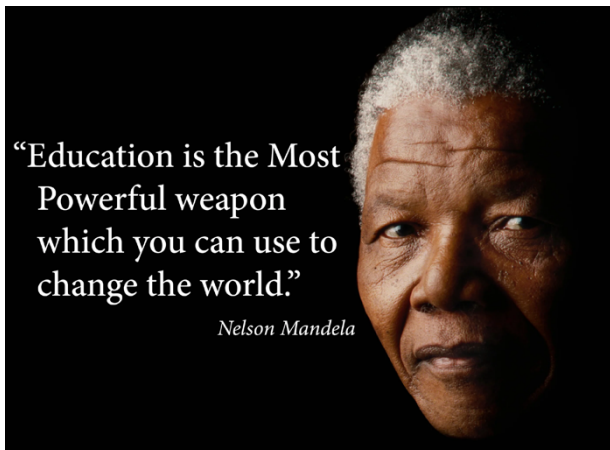 “Education is the Most
Powerful weapon
which you can use to
change the world.”
Nelson Mandela